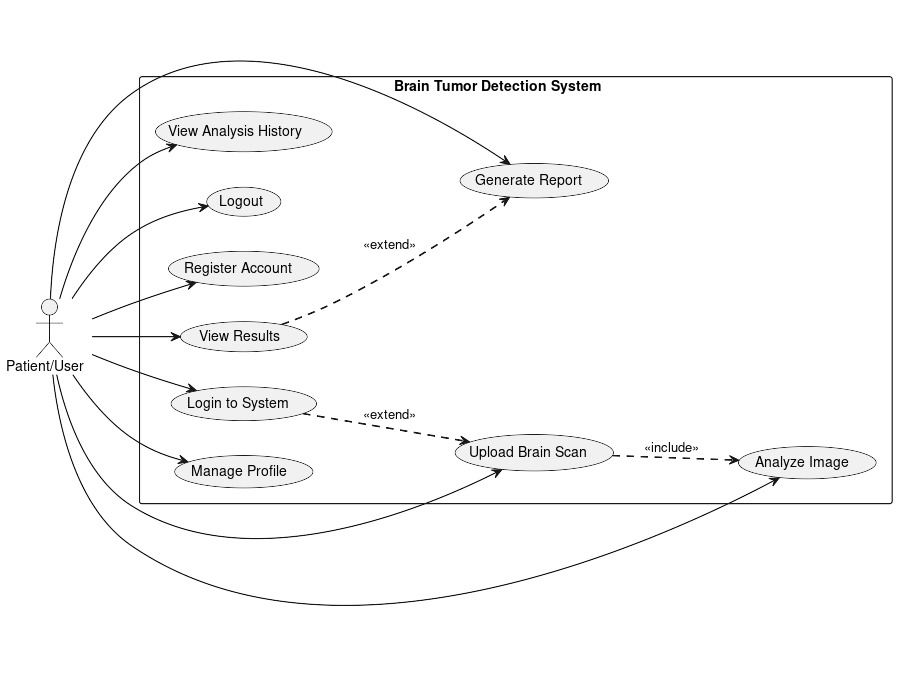 Brain Tumor Detection System
View Analysis History
Generate Report
Logout
«extend»
Register Account
View Results
Patient/User
Login to System
«extend»
Upload Brain Scan
«include»
Analyze Image
Manage Profile